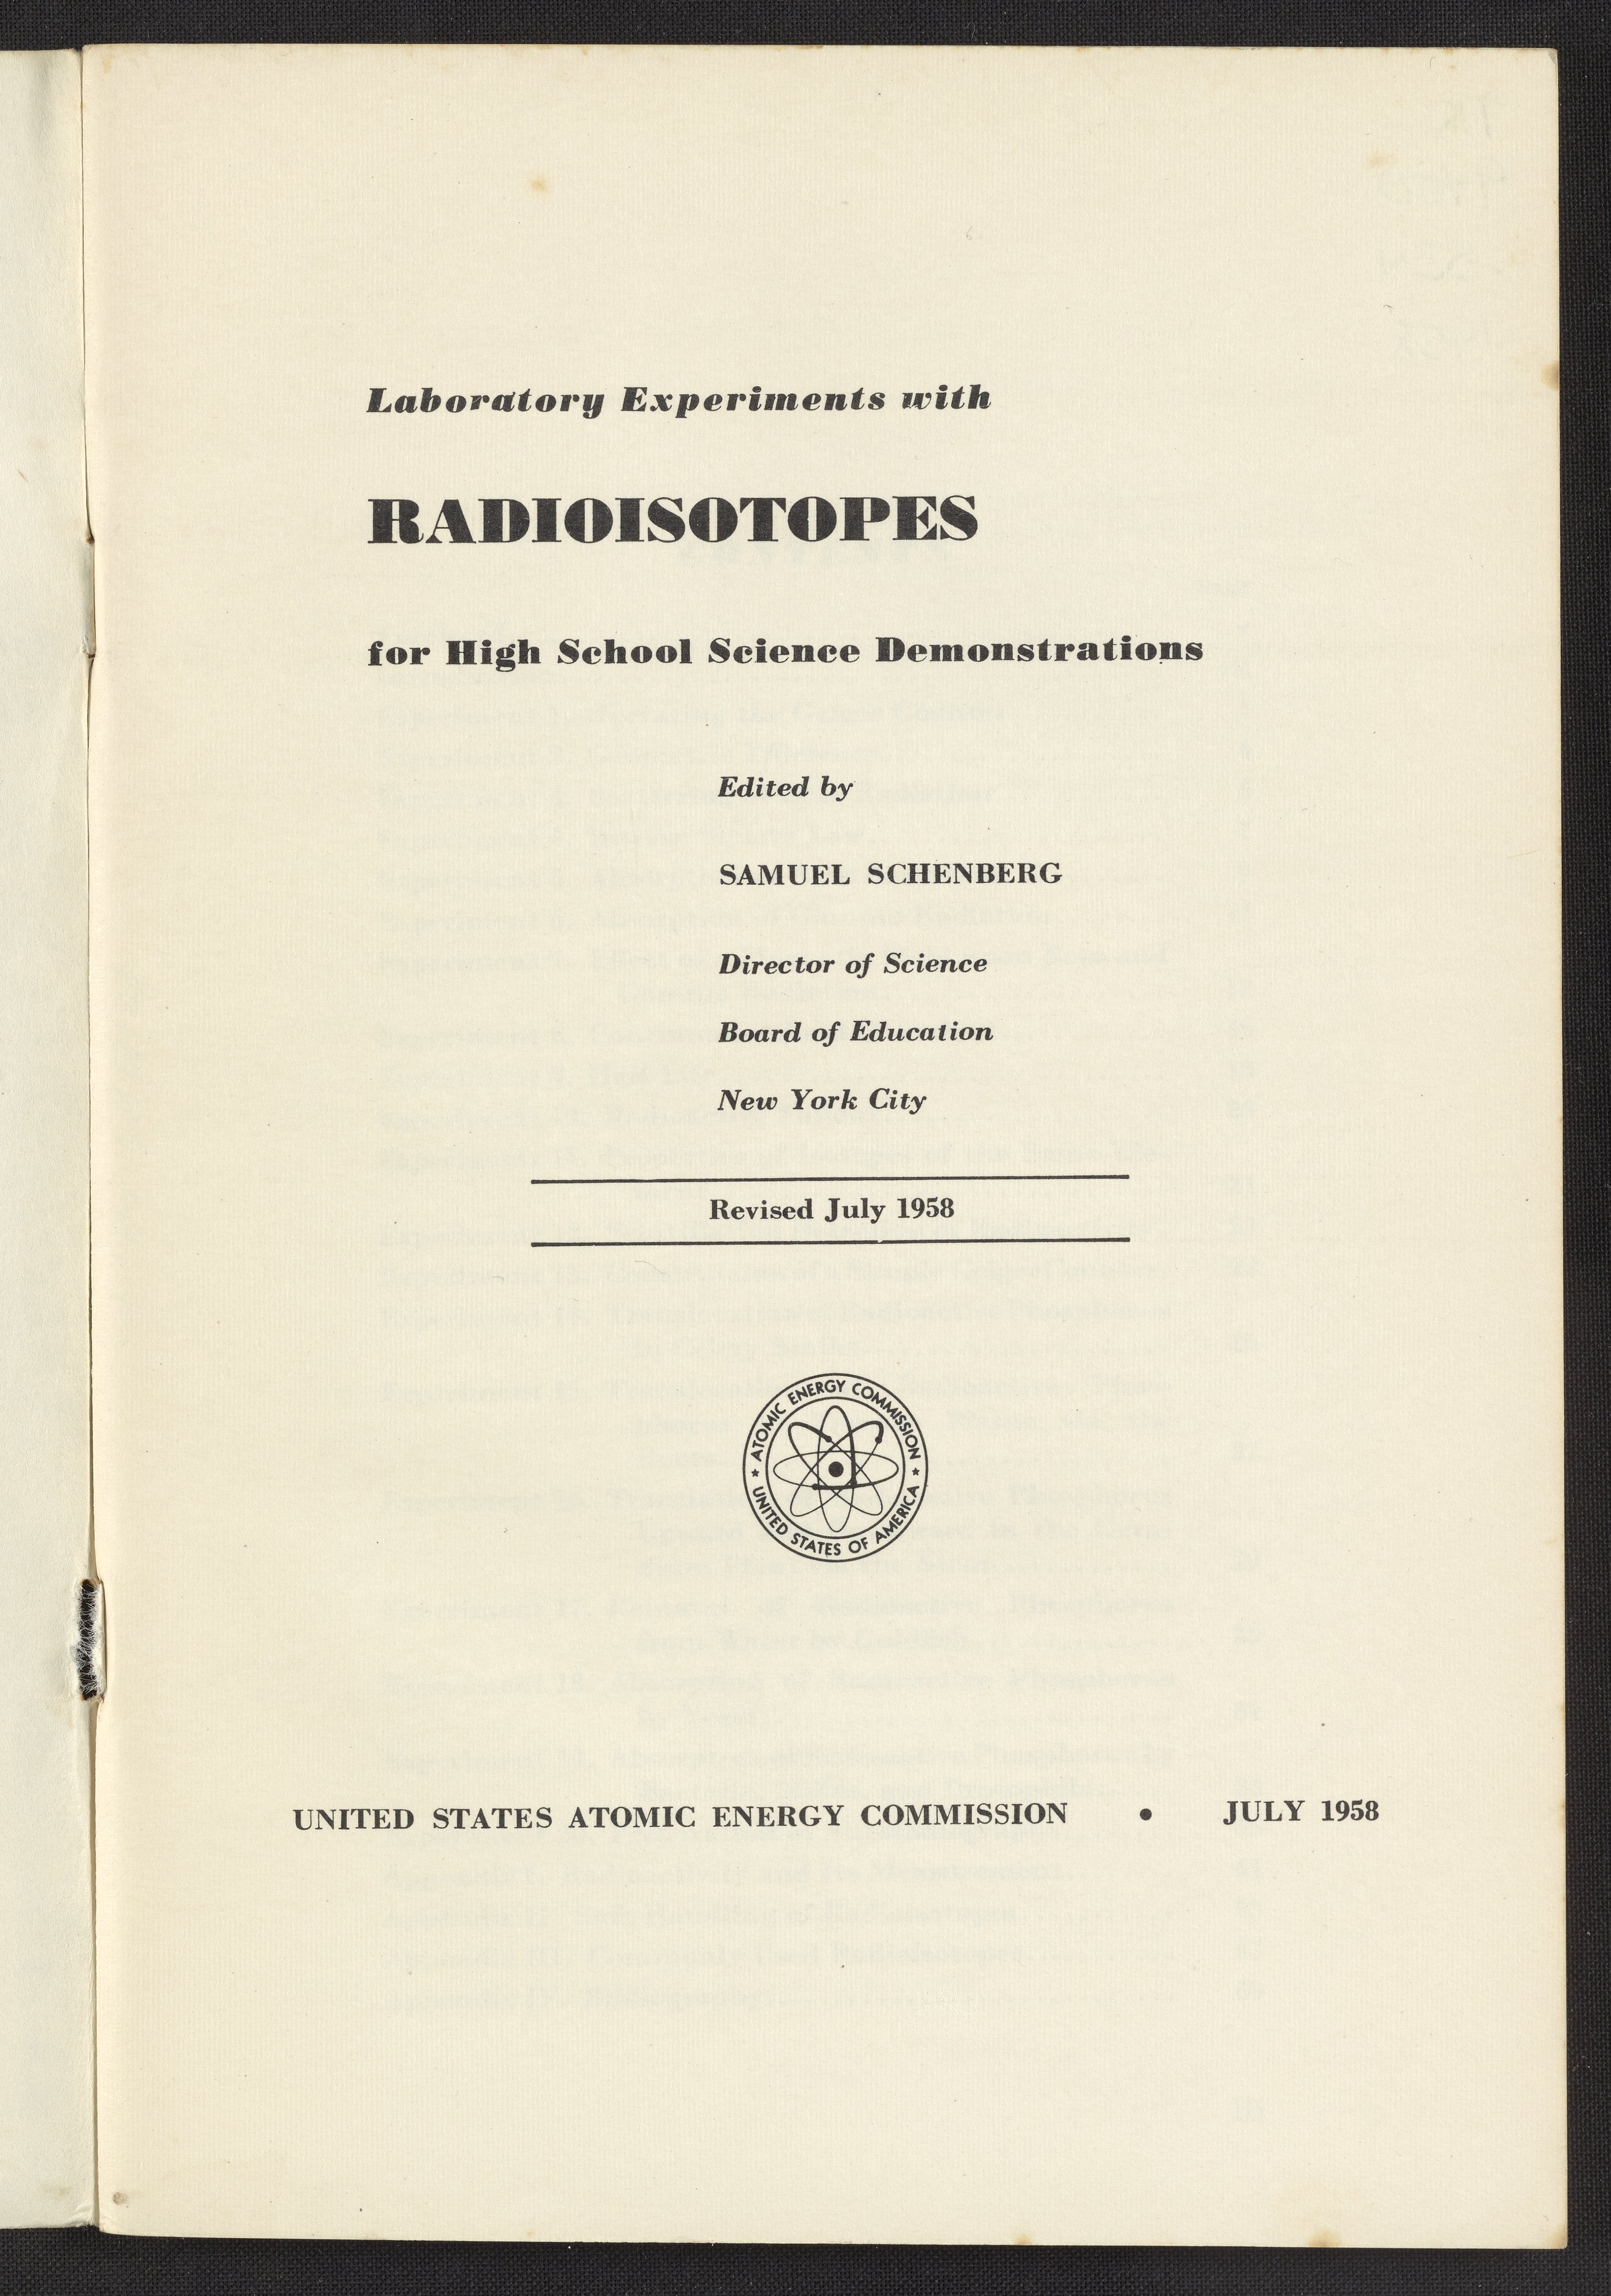 Laboratory Experiments with
RADIOISOTOPES
for High School Science Demonstrations
Edited by
SAMUEL SCHENBERG
Director of Science
Board of Education
New York City
Revised July 1958
ATOMIC ENERGY COMMISSION
UNITED STATES OF AMERICA
UNITED STATES ATOMIC ENERGY COMMISSION • JULY 1958